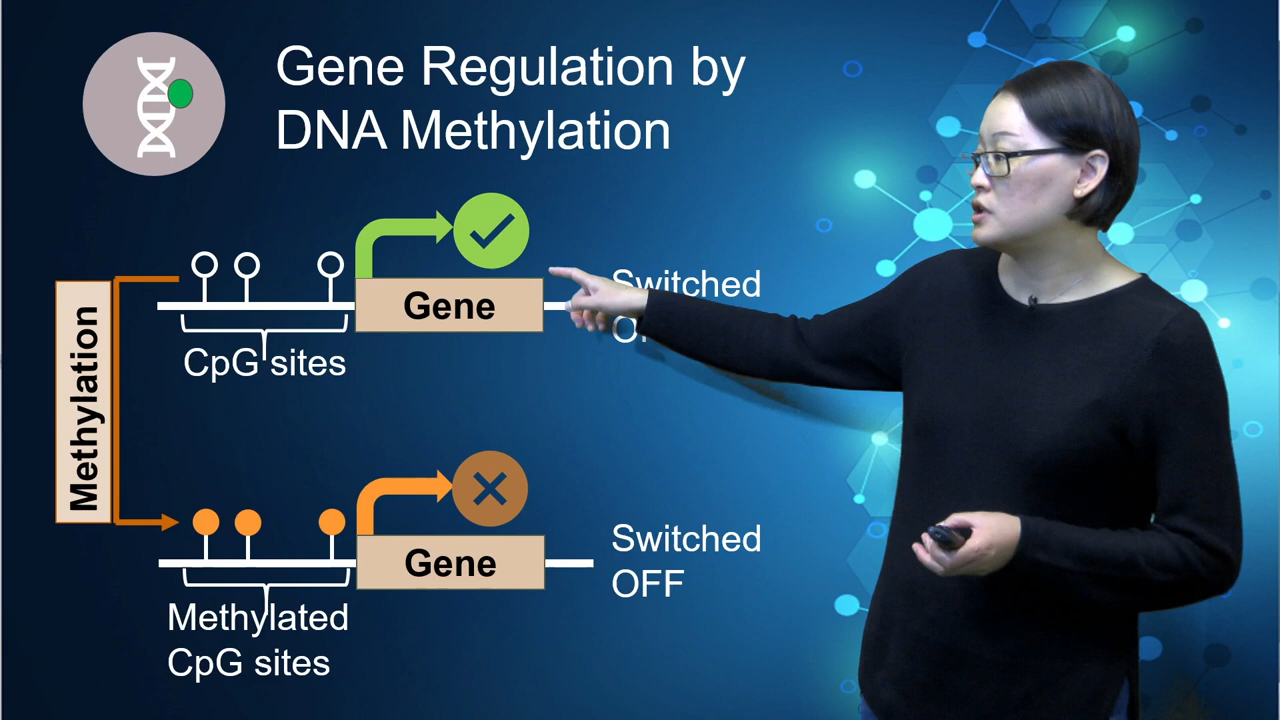 Gene Regulation by
DNA Methylation
Switched
Gene
CpG sites
Methylation
Switched
OFF
Gene
Methylated
CpG sites